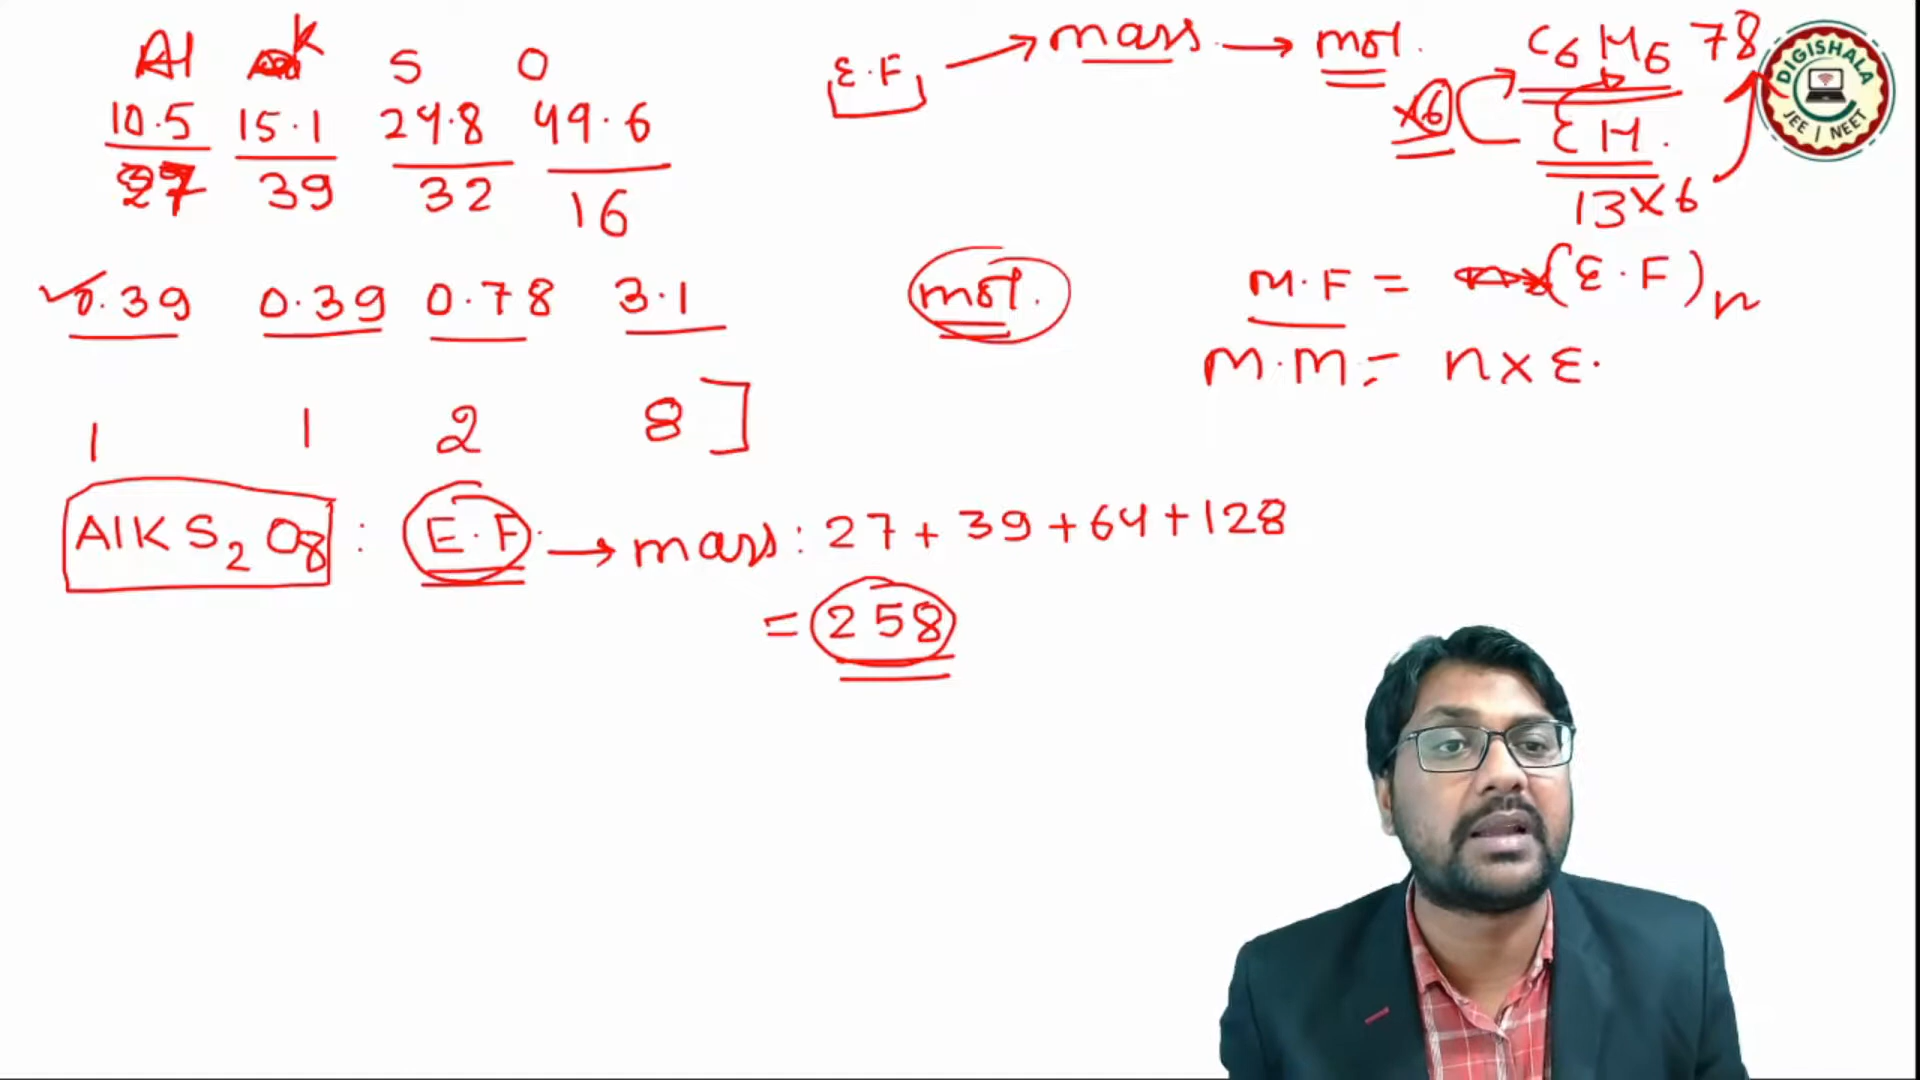 Al K S O
10.5 15.1 24.8 49.6
27 39 32 16
0.39 0.39 0.78 3.1
1 1 2 8 ]
AlKS2O8 : E.F. → mass : 27 + 39 + 64 + 128
= 258
E.F → mass → mol.
mol.
C6H6 78
×6 CH.
13×6
M.F = (E.F)n
M.M = n × E.
DIGISHALA
JEE | NEET